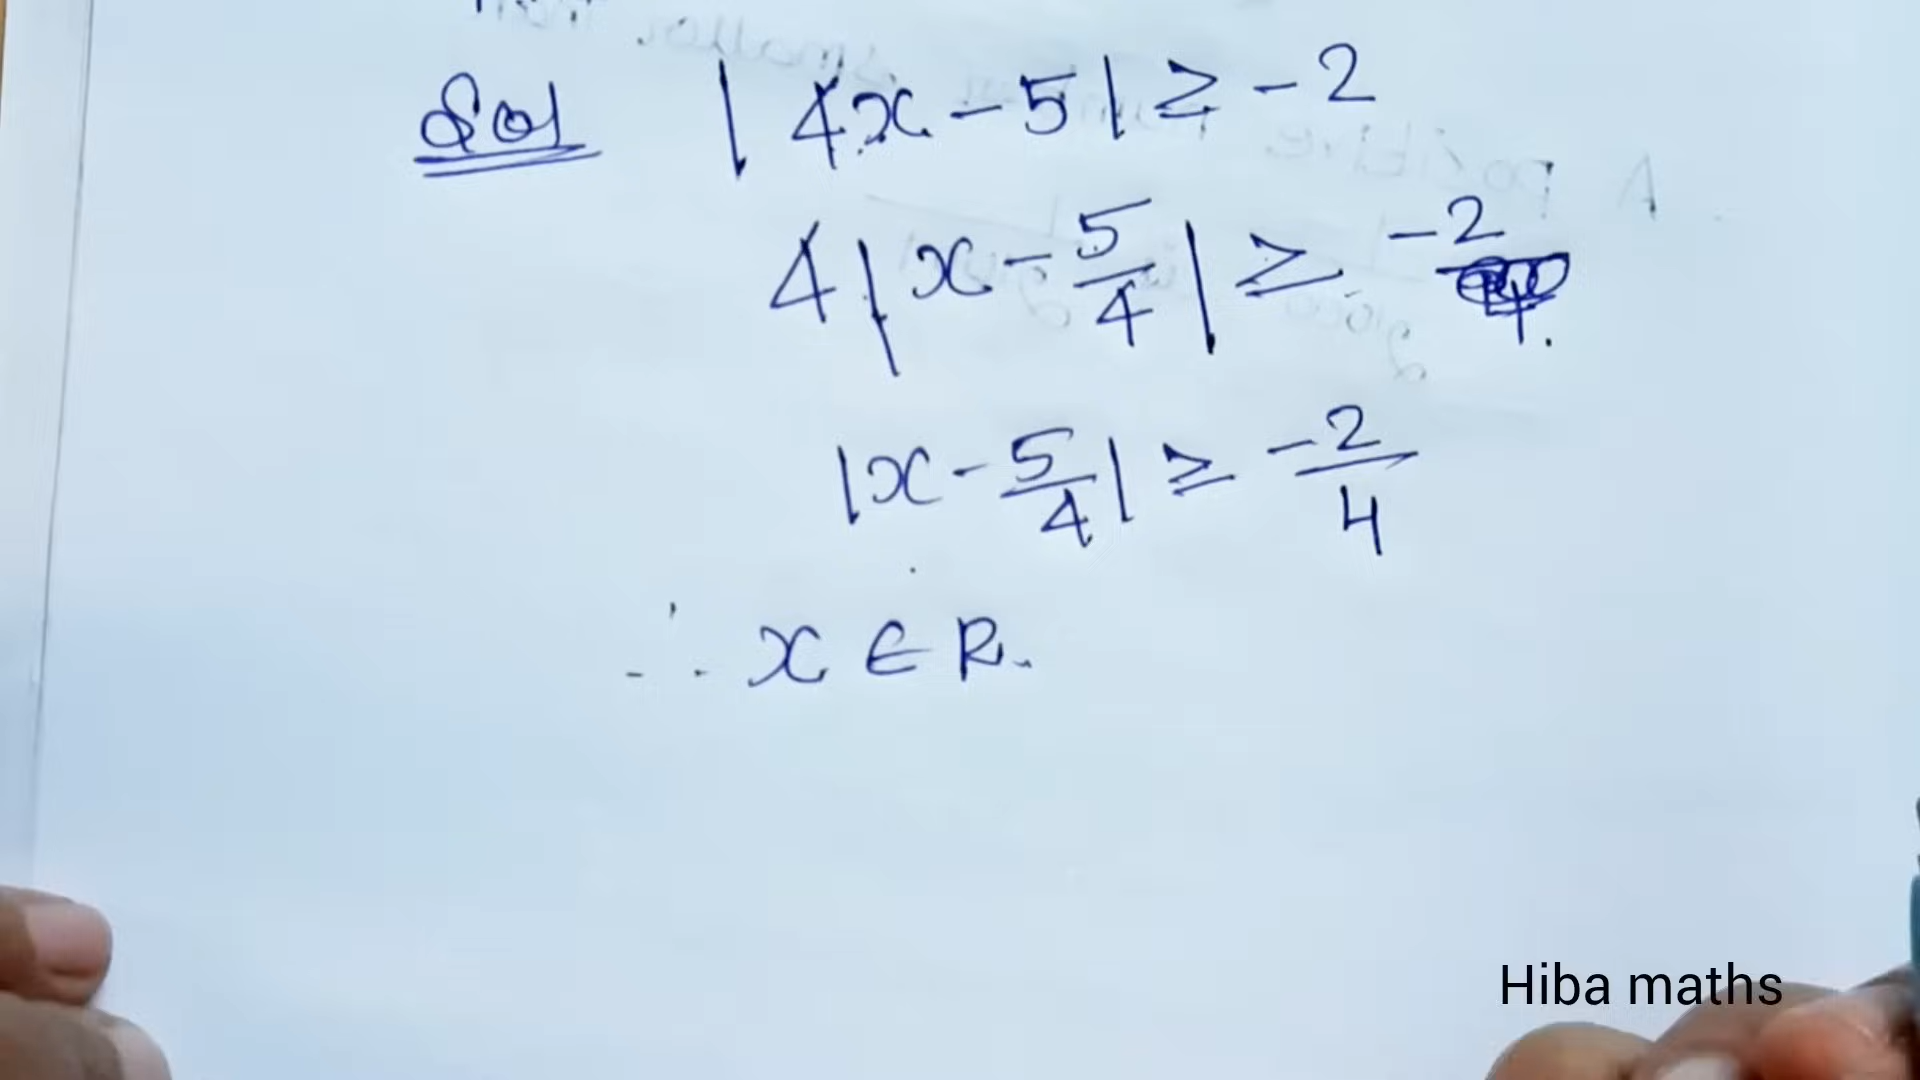 Sol |4x - 5| ≥ -2
4|x - 5/4| ≥ -2/4.
|x - 5/4| ≥ -2/4
∴ x ∈ R.
Hiba maths